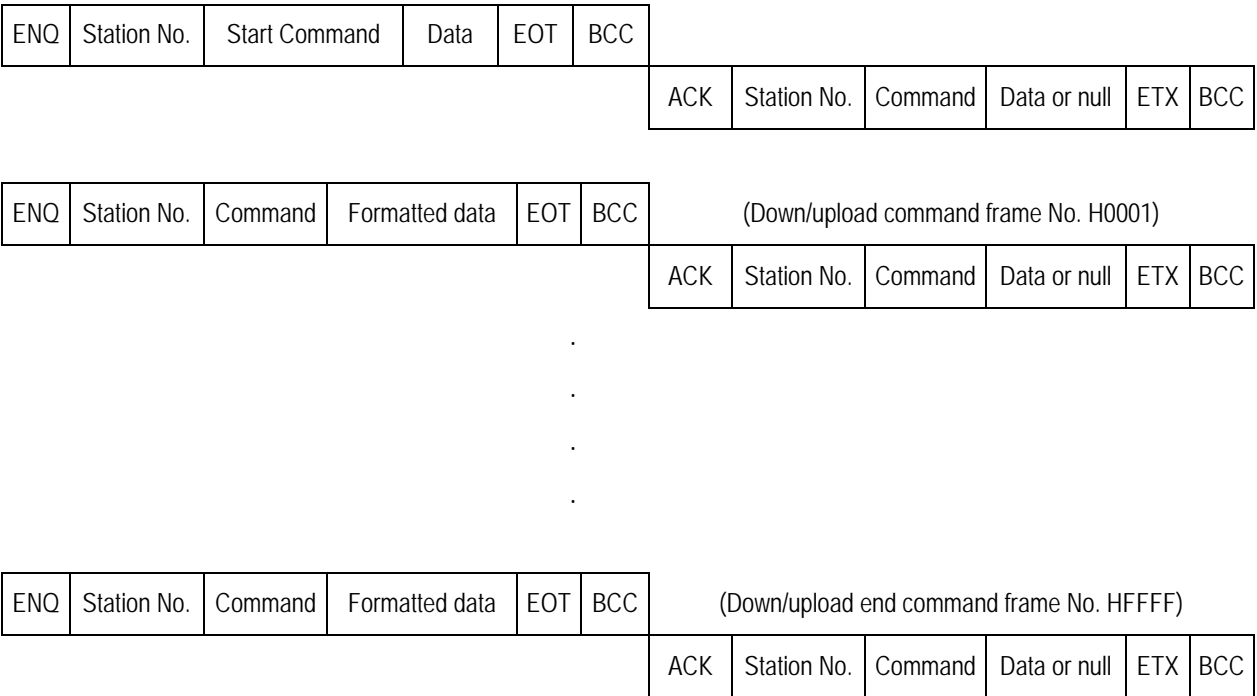 ENQ Station No. Start Command Data EOT BCC
ACK Station No. Command Data or null ETX BCC
ENQ Station No. Command Formatted data EOT BCC (Down/upload command frame No. H0001)
ACK Station No. Command Data or null ETX BCC
.
.
.
.
ENQ Station No. Command Formatted data EOT BCC (Down/upload end command frame No. HFFFF)
ACK Station No. Command Data or null ETX BCC